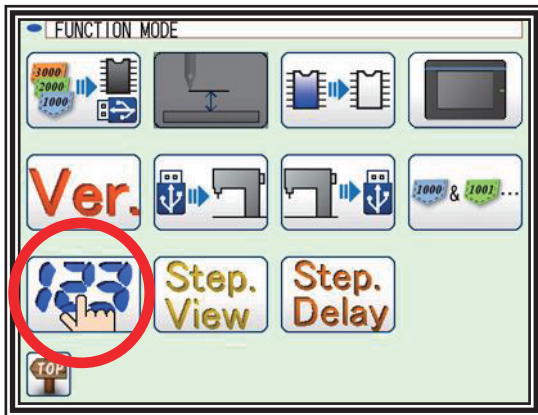 FUNCTION MODE
3000
2000
1000
1000 & 1001...
Ver.
123
Step.
View
Step.
Delay
TOP